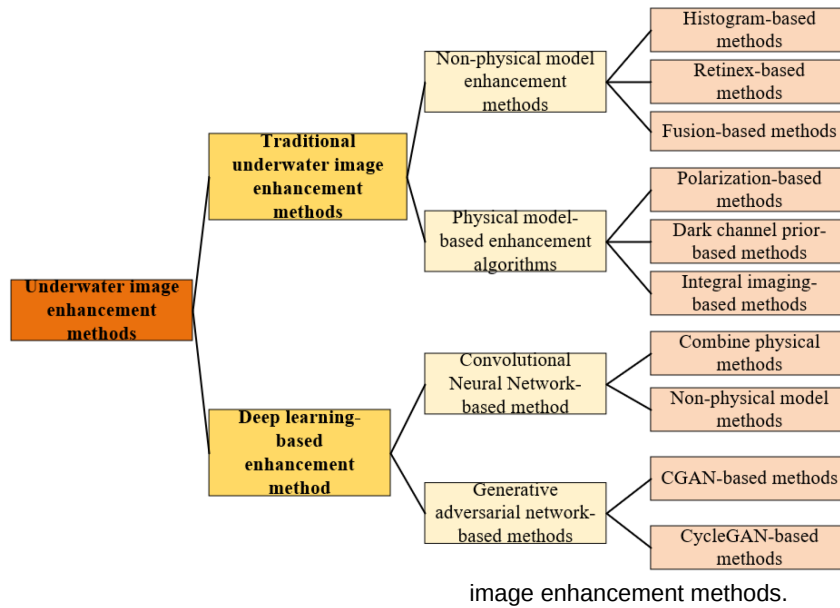 Histogram-based
methods
Non-physical model
enhancement
methods
Retinex-based
methods
Fusion-based methods
Traditional
underwater image
enhancement
methods
Polarization-based
methods
Physical model-
based enhancement
algorithms
Dark channel prior-
based methods
Integral imaging-
based methods
Underwater image
enhancement
methods
Convolutional
Neural Network-
based method
Combine physical
methods
Non-physical model
methods
Deep learning-
based
enhancement
method
Generative
adversarial network-
based methods
CGAN-based methods
CycleGAN-based
methods
image enhancement methods.